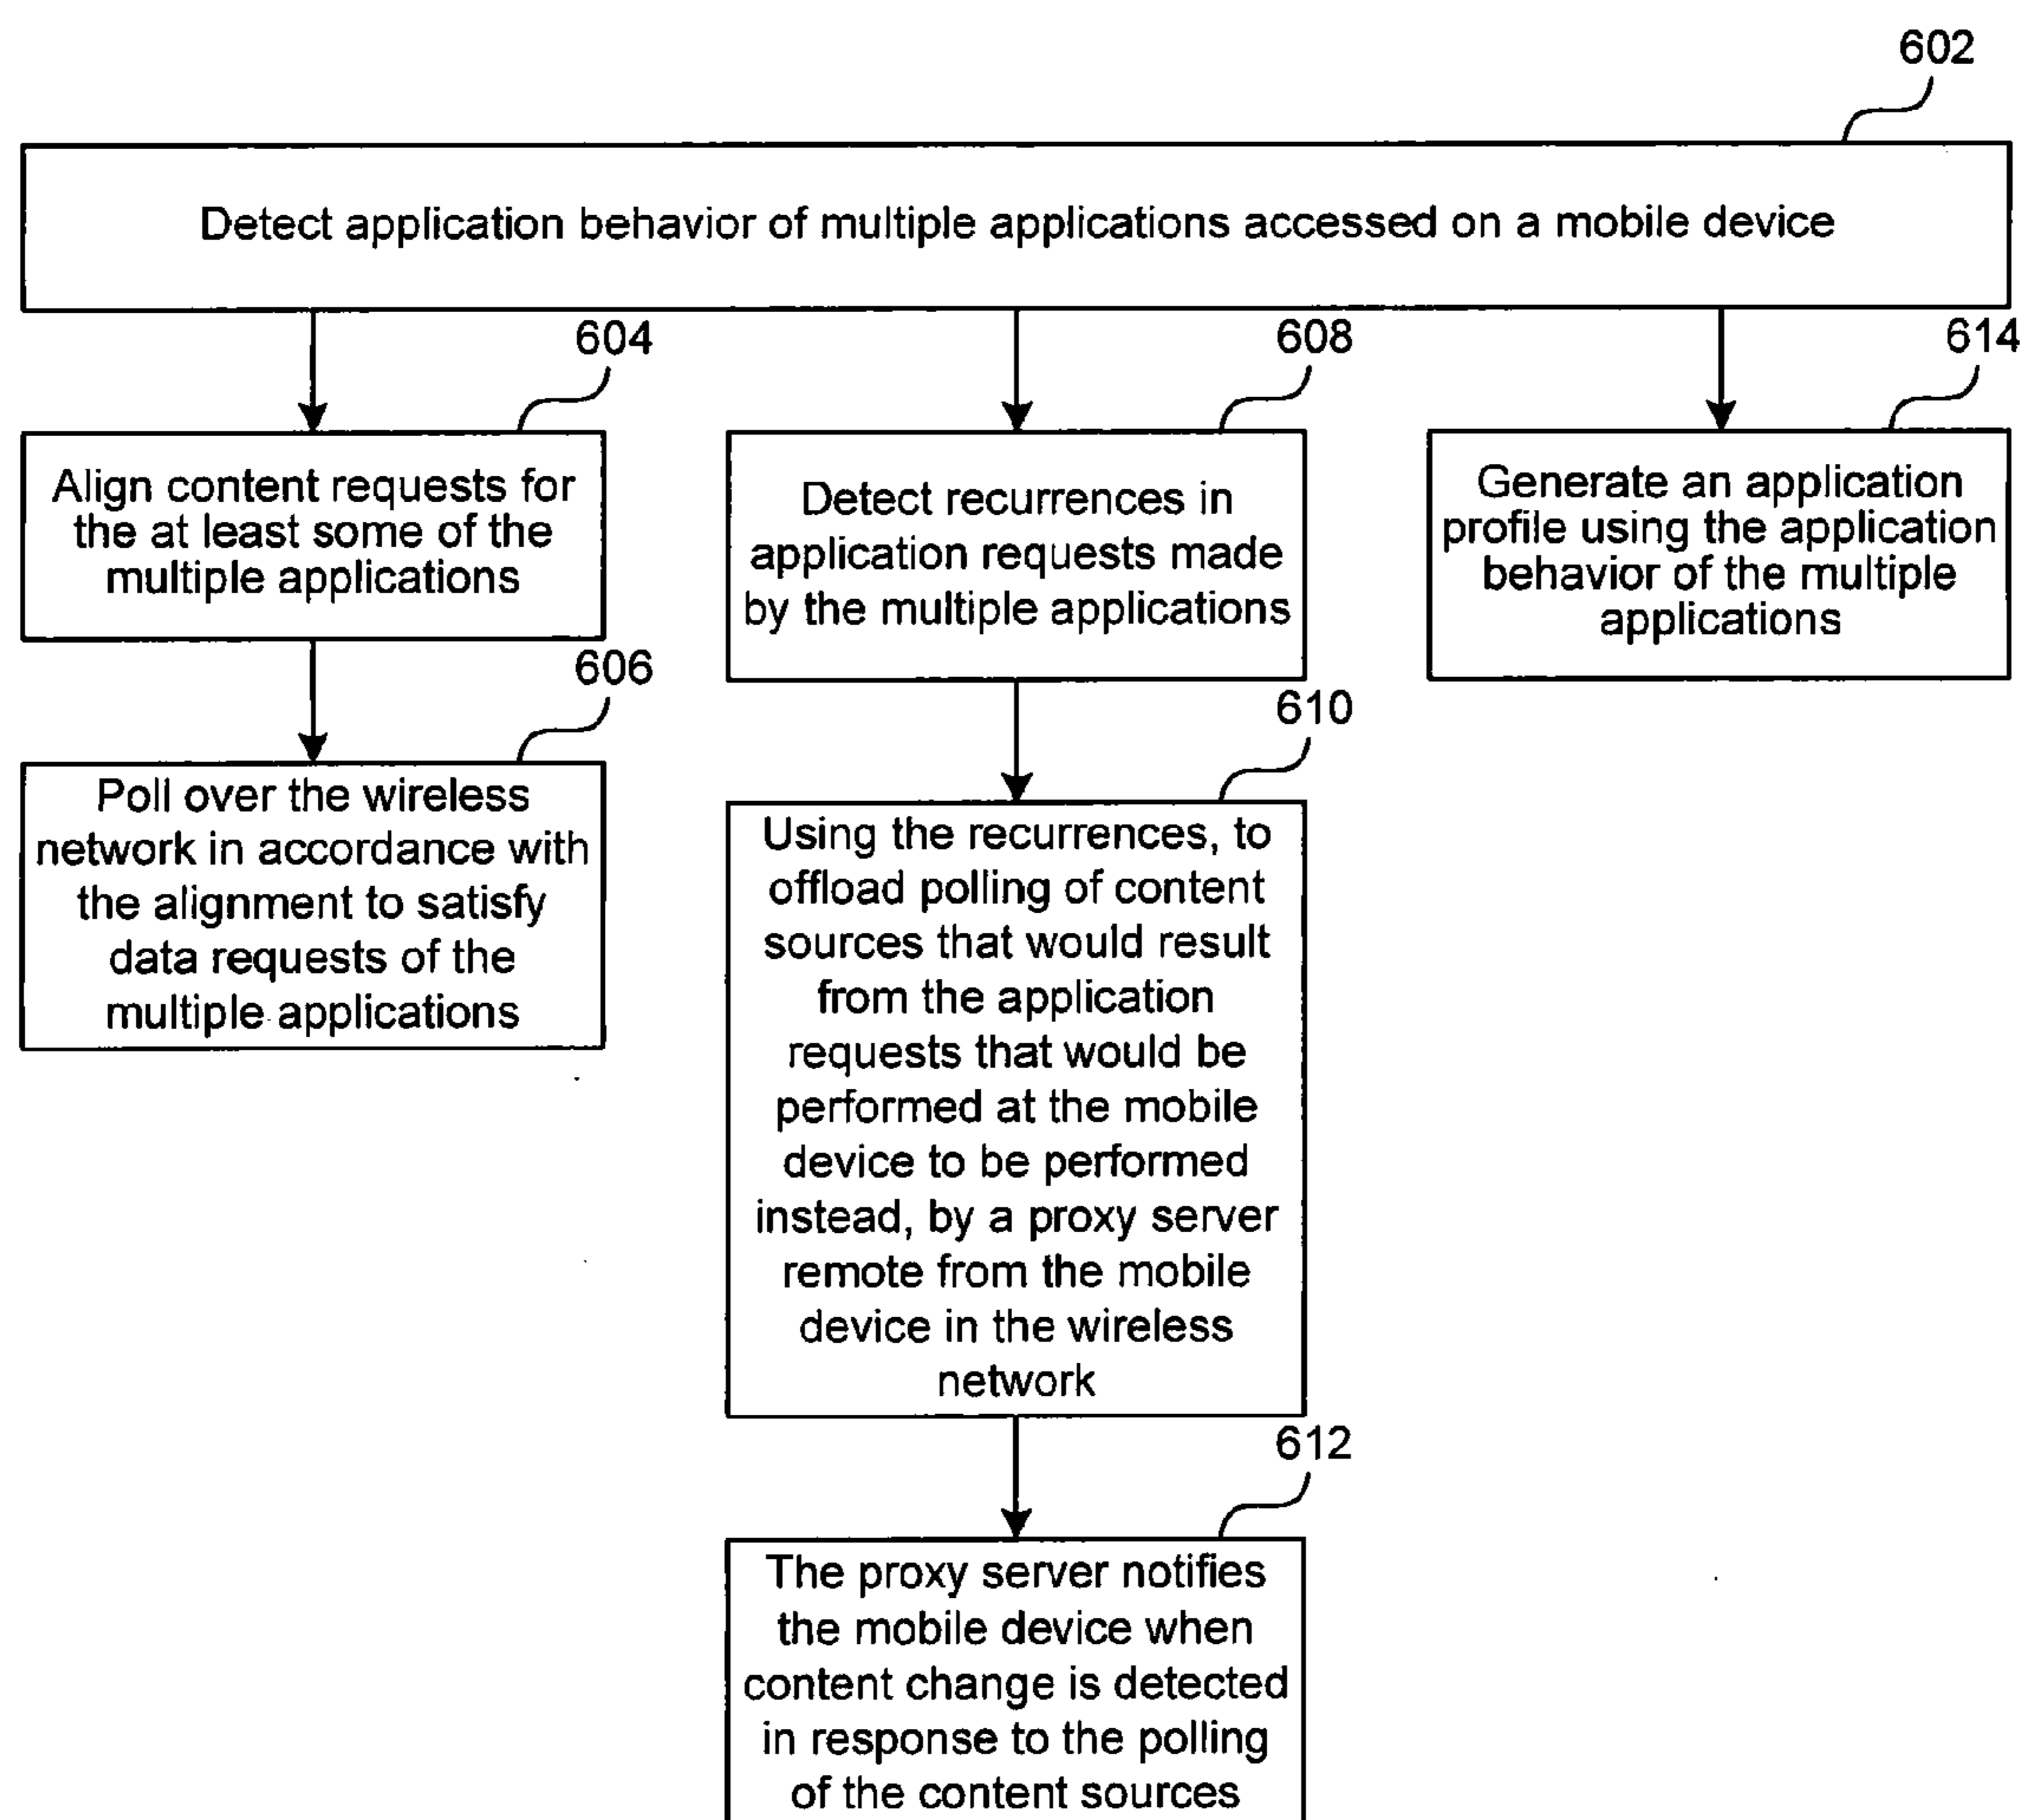 602
Detect application behavior of multiple applications accessed on a mobile device
604
Align content requests for
the at least some of the
multiple applications
606
Poll over the wireless
network in accordance with
the alignment to satisfy
data requests of the
multiple applications
608
Detect recurrences in
application requests made
by the multiple applications
610
Using the recurrences, to
offload polling of content
sources that would result
from the application
requests that would be
performed at the mobile
device to be performed
instead, by a proxy server
remote from the mobile
device in the wireless
network
612
The proxy server notifies
the mobile device when
content change is detected
in response to the polling
of the content sources
614
Generate an application
profile using the application
behavior of the multiple
applications